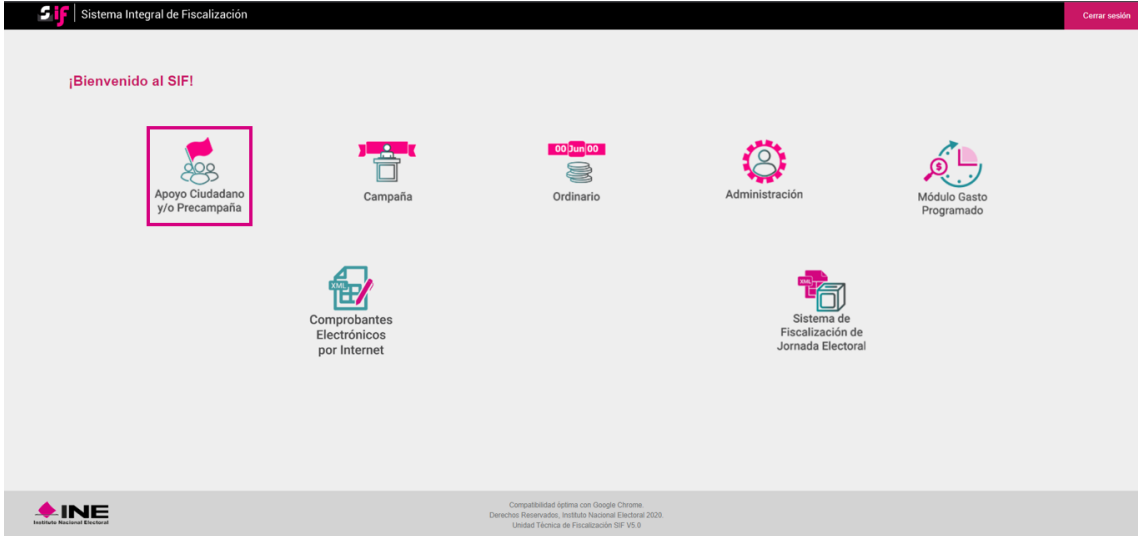 sif Sistema Integral de Fiscalización
Cerrar sesión
¡Bienvenido al SIF!
Apoyo Ciudadano
y/o Precampaña
Campaña
00 Jun 00
Ordinario
Administración
$
Módulo Gasto
Programado
XML
Comprobantes
Electrónicos
por Internet
XML
Sistema de
Fiscalización de
Jornada Electoral
INE
Instituto Nacional Electoral
Compatibilidad óptima con Google Chrome.
Derechos Reservados, Instituto Nacional Electoral 2020.
Unidad Técnica de Fiscalización SIF V5.0